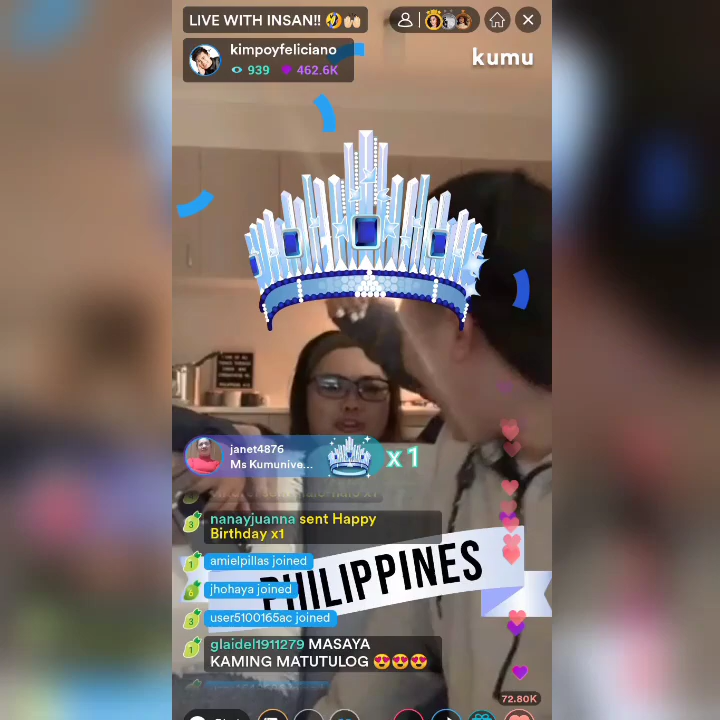 LIVE WITH INSAN!! 🤣🙌🏻
kimpoyfeliciano
939 462.6K
kumu
janet4876
Ms Kumunive...
x1
nanayjuanna sent Happy
Birthday x1
amielpillas joined
jhohaya joined
user5100165ac joined
PHILIPPINES
glaidel1911279 MASAYA
KAMING MATUTULOG 😍😍😍
72.80K